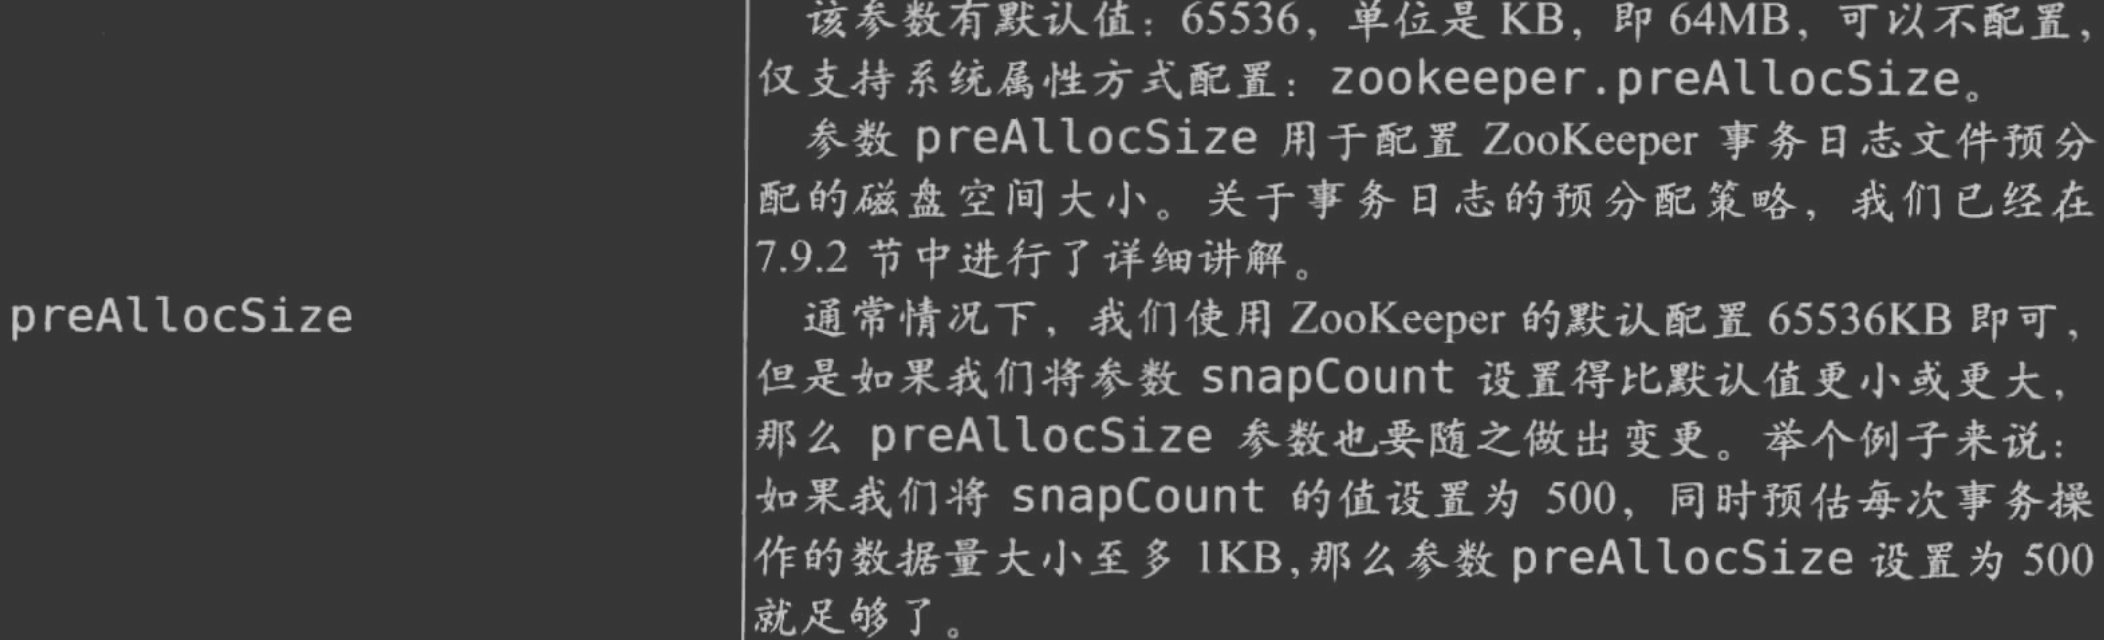 该参数有默认值：65536，单位是 KB，即 64MB，可以不配置，
仅支持系统属性方式配置：zookeeper.preAllocSize。
参数 preAllocSize 用于配置 ZooKeeper 事务日志文件预分
配的磁盘空间大小。关于事务日志的预分配策略，我们已经在
7.9.2 节中进行了详细讲解。
preAllocSize
通常情况下，我们使用 ZooKeeper 的默认配置 65536KB 即可，
但是如果我们将参数 snapCount 设置得比默认值更小或更大，
那么 preAllocSize 参数也要随之做出变更。举个例子来说：
如果我们将 snapCount 的值设置为 500，同时预估每次事务操
作的数据量大小至多 1KB,那么参数 preAllocSize 设置为 500
就足够了。